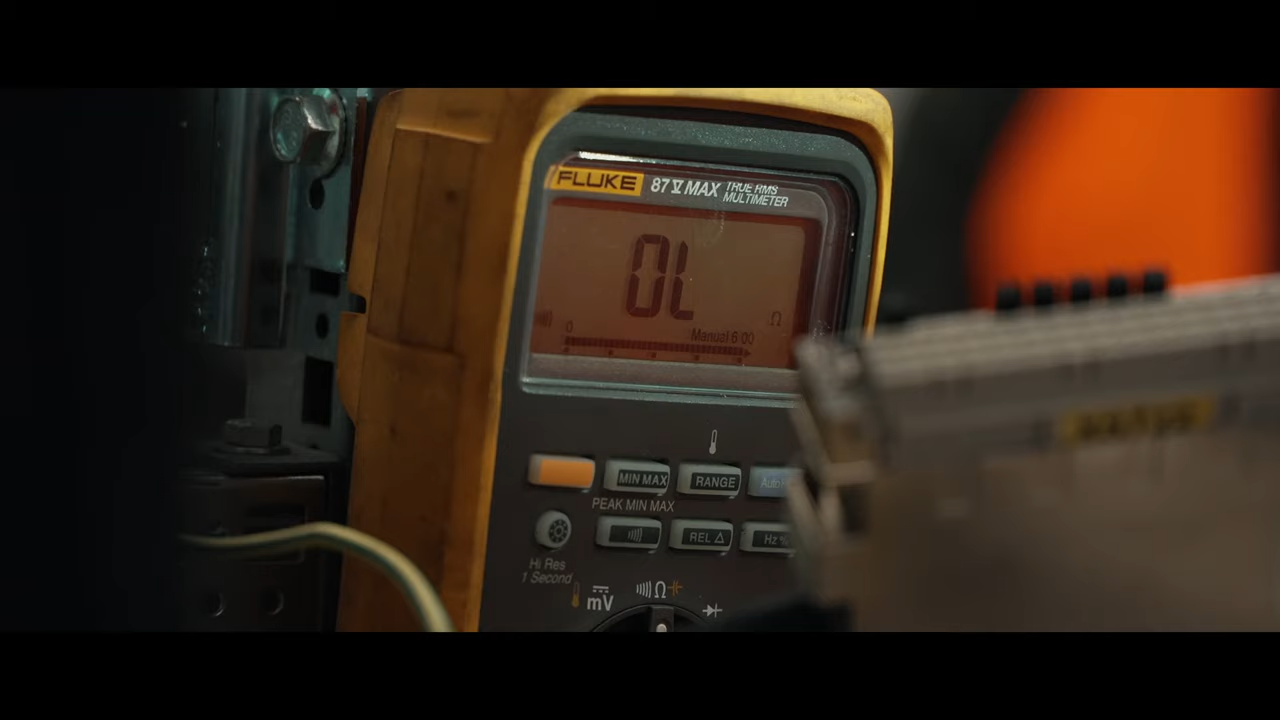 FLUKE 87 V MAX TRUE RMS
MULTIMETER
OL
Ω
0 Manual 6 00
MIN MAX RANGE
PEAK MIN MAX
REL Δ Hz %
Hi Res
1 Second
mV Ω